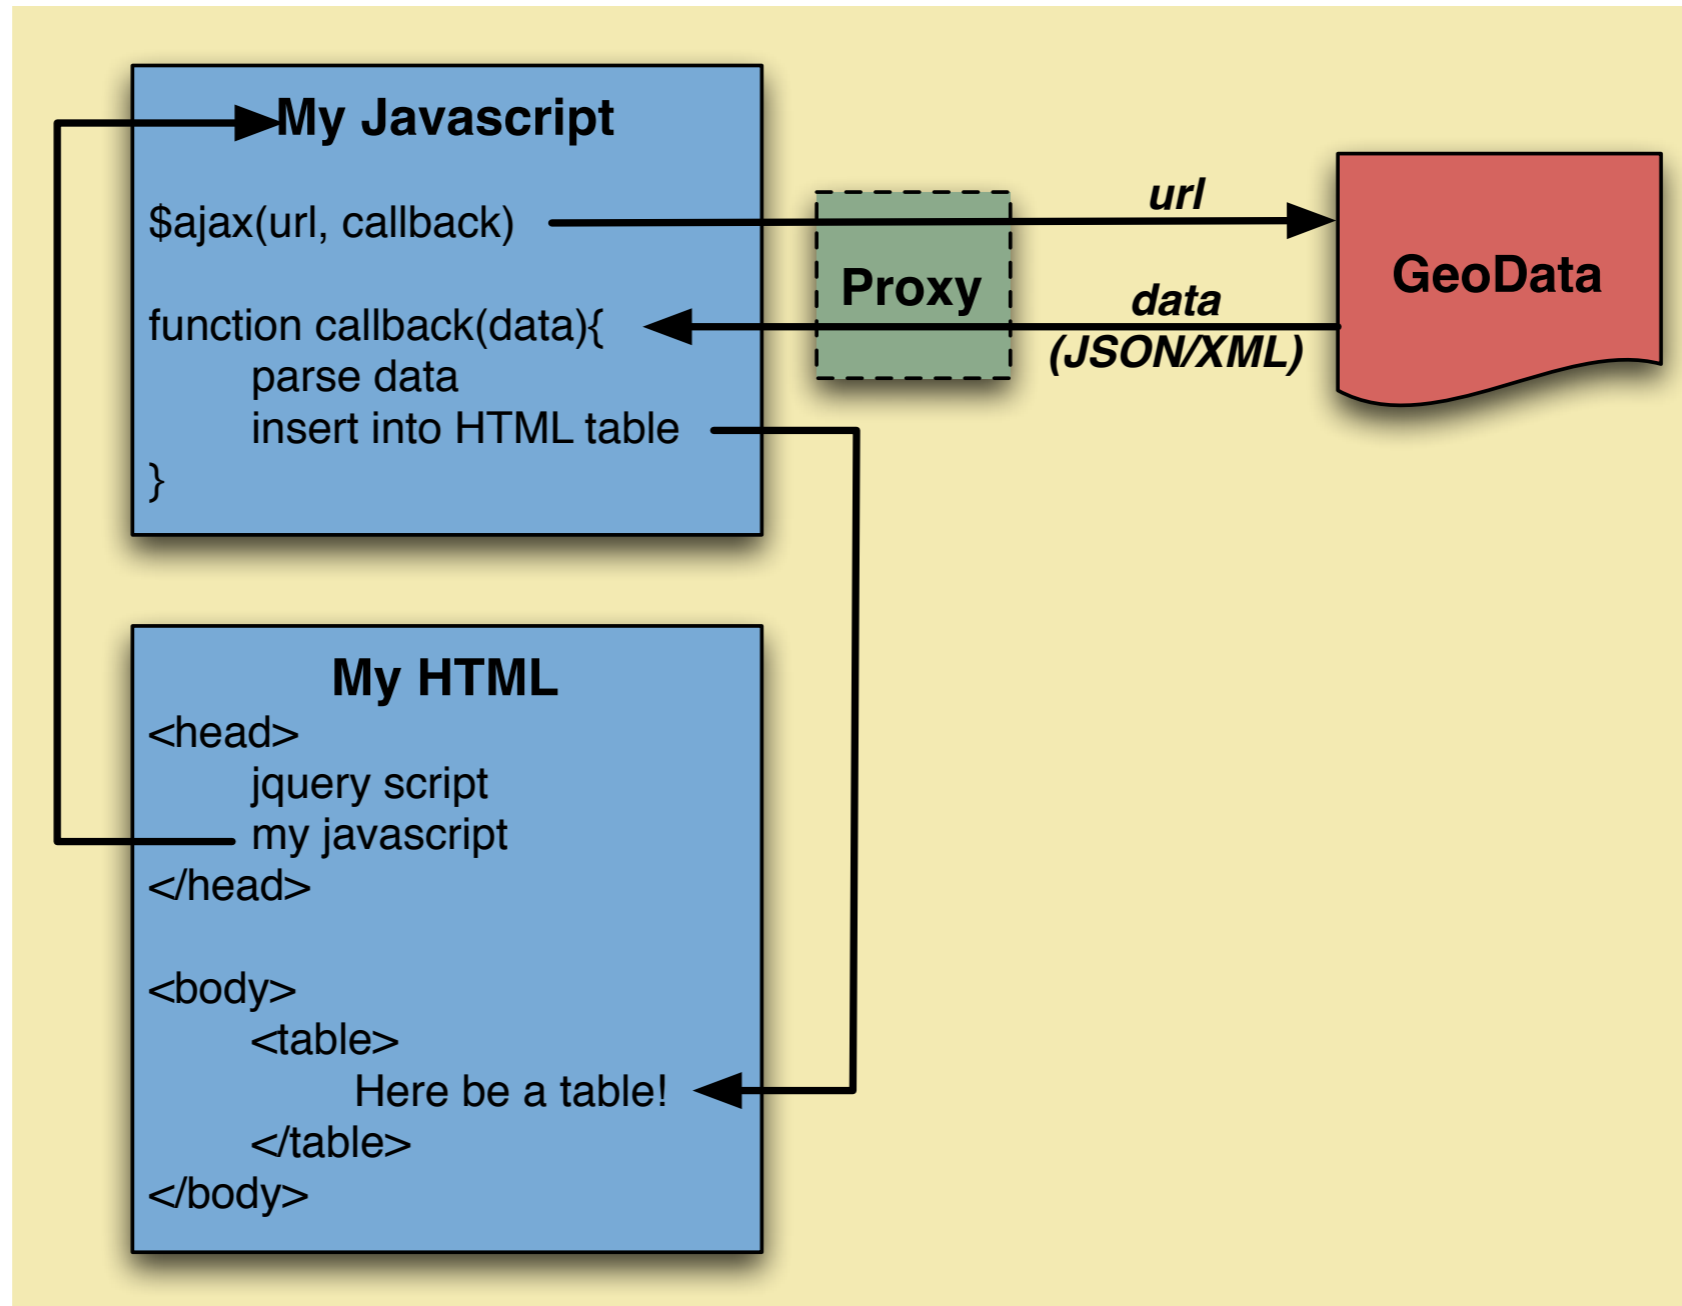 My Javascript
$ajax(url, callback)
function callback(data){
parse data
insert into HTML table
}
Proxy
url
data
(JSON/XML)
GeoData
My HTML
<head>
jquery script
my javascript
</head>
<body>
<table>
Here be a table!
</table>
</body>